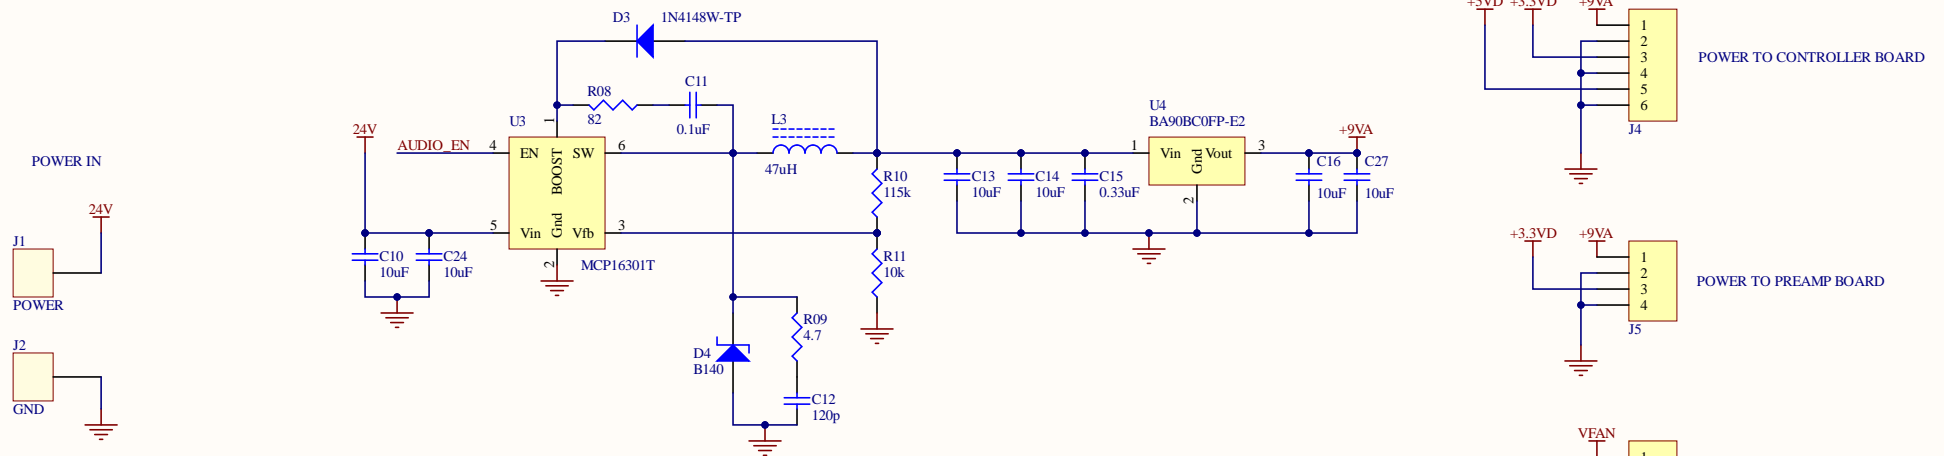 POWER IN
24V
J1
POWER
J2
GND
24V
AUDIO_EN
C10
10uF
C24
10uF
D3
1N4148W-TP
R08
82
C11
0.1uF
U3
1
4
EN
SW
6
BOOST
5
Vin
Gnd
Vfb
3
2
MCP16301T
L3
47uH
R10
115k
R11
10k
D4
B140
R09
4.7
C12
120p
C13
10uF
C14
10uF
C15
0.33uF
U4
BA90BC0FP-E2
1
Vin
Gnd
Vout
3
2
+9VA
C16
10uF
C27
10uF
+5VD
+3.3VD
+9VA
1
2
3
4
5
6
J4
POWER TO CONTROLLER BOARD
+3.3VD
+9VA
1
2
3
4
J5
POWER TO PREAMP BOARD
VFAN
1